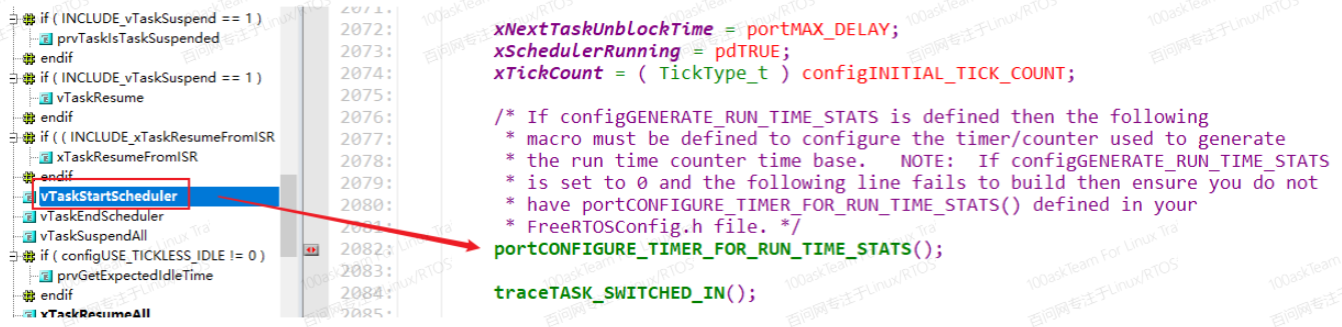 if ( INCLUDE_vTaskSuspend == 1 )
prvTaskIsTaskSuspended
endif
if ( INCLUDE_vTaskSuspend == 1 )
vTaskResume
endif
if ( ( INCLUDE_xTaskResumeFromISR
xTaskResumeFromISR
endif
vTaskStartScheduler
vTaskEndScheduler
vTaskSuspendAll
if ( configUSE_TICKLESS_IDLE != 0 )
prvGetExpectedIdleTime
endif
xTaskResumeAll
2071:
2072: xNextTaskUnblockTime = portMAX_DELAY;
2073: xSchedulerRunning = pdTRUE;
2074: xTickCount = ( TickType_t ) configINITIAL_TICK_COUNT;
2075:
2076: /* If configGENERATE_RUN_TIME_STATS is defined then the following
2077: * macro must be defined to configure the timer/counter used to generate
2078: * the run time counter time base.   NOTE:  If configGENERATE_RUN_TIME_STATS
2079: * is set to 0 and the following line fails to build then ensure you do not
2080: * have portCONFIGURE_TIMER_FOR_RUN_TIME_STATS() defined in your
2081: * FreeRTOSConfig.h file. */
2082: portCONFIGURE_TIMER_FOR_RUN_TIME_STATS();
2083:
2084: traceTASK_SWITCHED_IN();
2085:
100askTeam For Linux/RTOS
百问网专注于Linux/RTOS